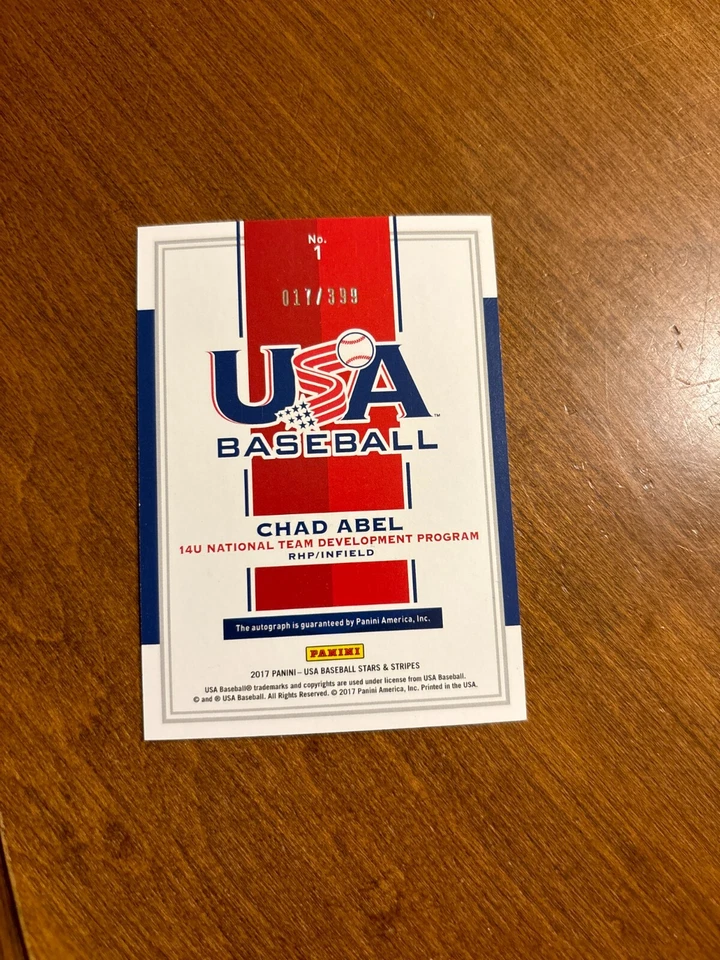 No.
1
017/399
USA
™
BASEBALL
CHAD ABEL
14U NATIONAL TEAM DEVELOPMENT PROGRAM
RHP/INFIELD
The autograph is guaranteed by Panini America, Inc.
PANINI
2017 PANINI – USA BASEBALL STARS & STRIPES
USA Baseball® trademarks and copyrights are used under license from USA Baseball.
© and ® USA Baseball. All Rights Reserved. © 2017 Panini America, Inc. Printed in the USA.